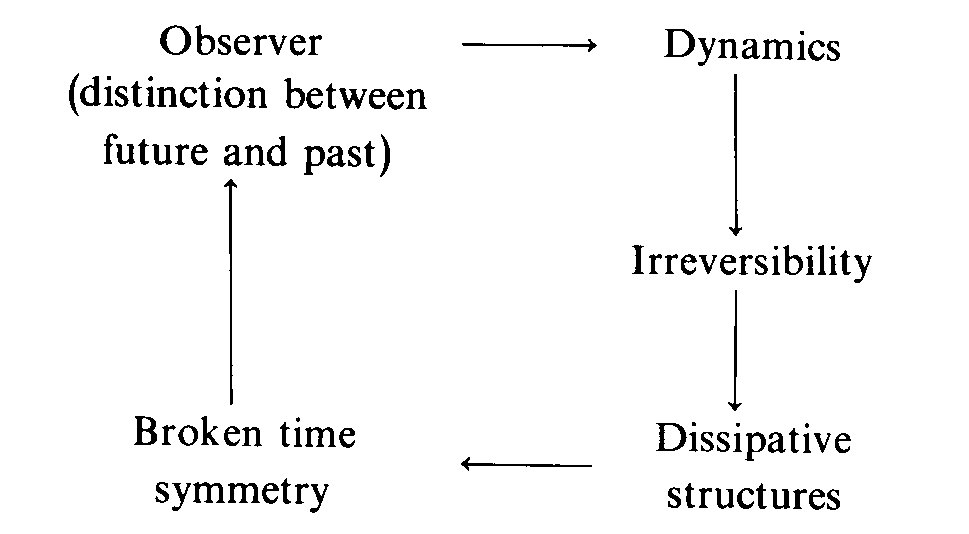 Observer
(distinction between
future and past)
Dynamics
Irreversibility
Dissipative
structures
Broken time
symmetry